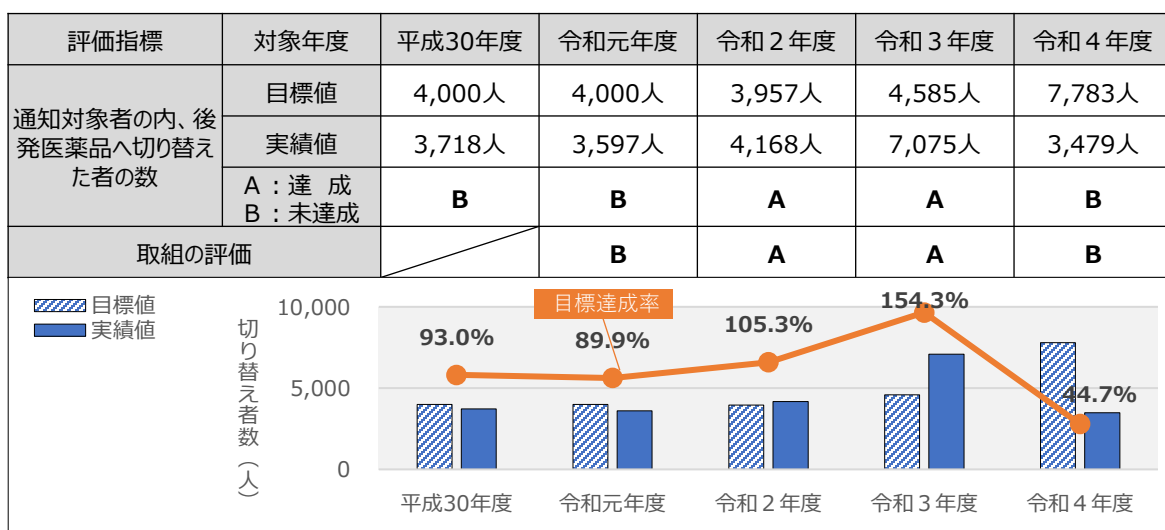 評価指標 対象年度 平成30年度 令和元年度 令和２年度 令和３年度 令和４年度
通知対象者の内、後
発医薬品へ切り替え
た者の数
目標値 4,000人 4,000人 3,957人 4,585人 7,783人
実績値 3,718人 3,597人 4,168人 7,075人 3,479人
A：達 成
B：未達成
B B A A B
取組の評価 B A A B
目標値
実績値
切り替え者数（人）
10,000
5,000
0
目標達成率
93.0% 89.9% 105.3% 154.3% 44.7%
平成30年度 令和元年度 令和２年度 令和３年度 令和４年度